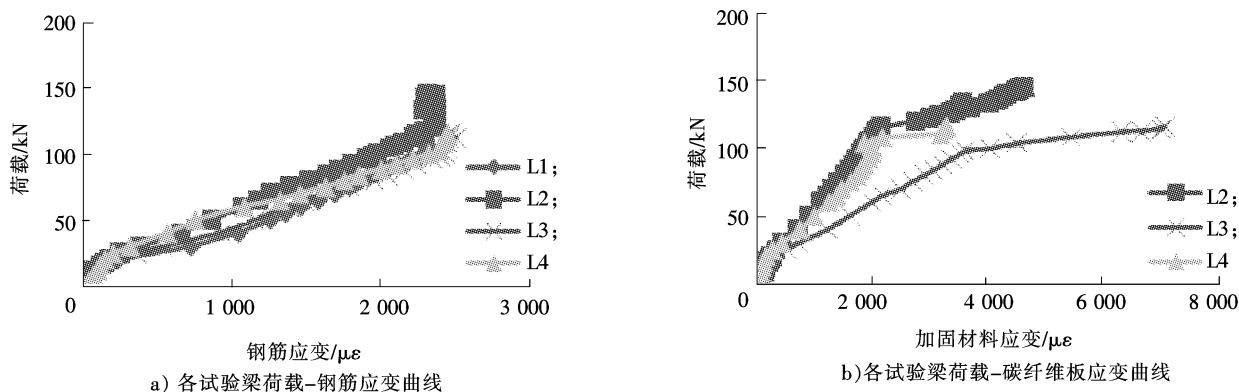 200
150
100
50
0
荷载/kN
1 000
2 000
3 000
L1;
L2;
L3;
L4
钢筋应变/με
a) 各试验梁荷载-钢筋应变曲线
200
150
100
50
0
荷载/kN
2 000
4 000
6 000
8 000
L2;
L3;
L4
加固材料应变/με
b)各试验梁荷载-碳纤维板应变曲线